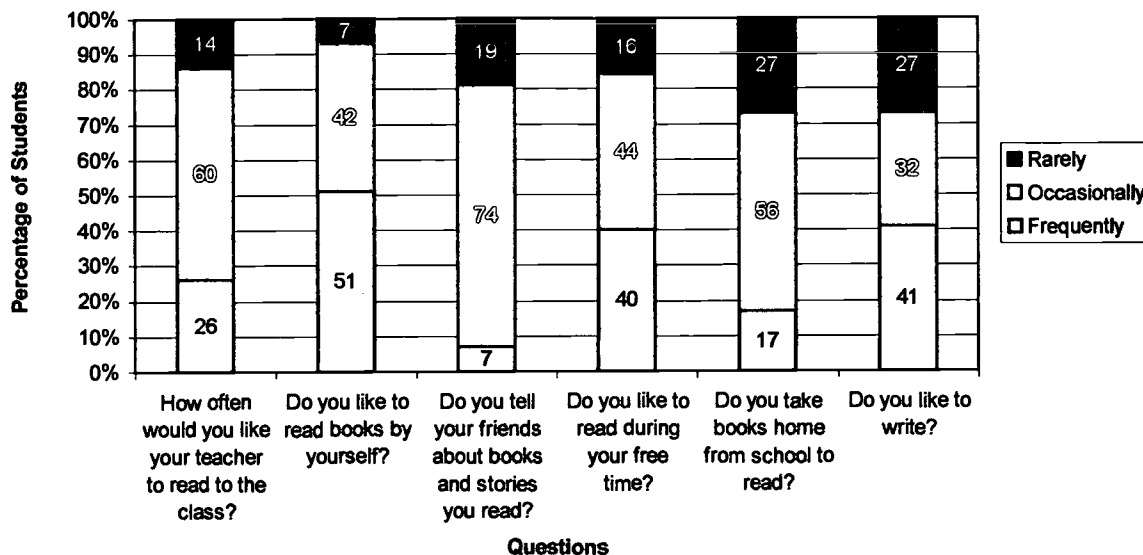 100%
90%
80%
70%
60%
50%
40%
30%
20%
10%
0%
Percentage of Students
14
60
26
7
42
51
19
74
7
16
44
40
27
56
17
27
32
41
Rarely
Occasionally
Frequently
How often
would you like
your teacher
to read to the
class?
Do you like to
read books by
yourself?
Do you tell
your friends
about books
and stories
you read?
Do you like to
read during
your free
time?
Do you take
books home
from school to
read?
Do you like to
write?
Questions